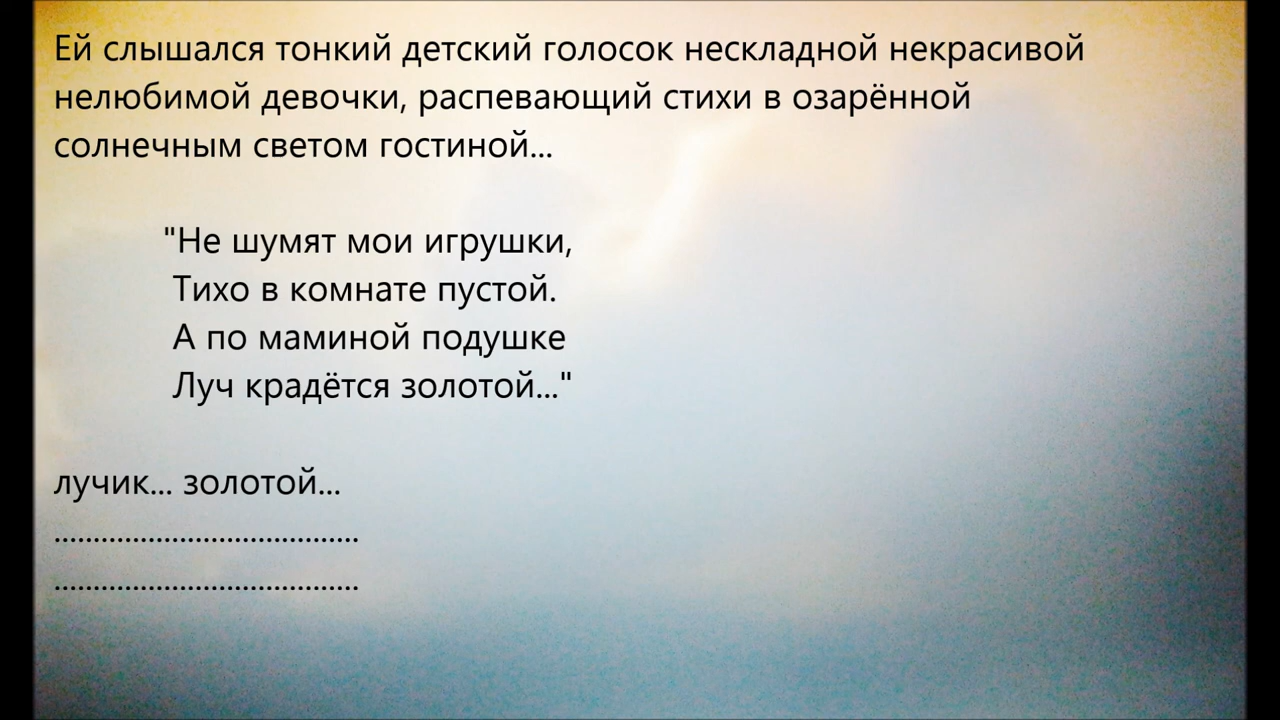 Ей слышался тонкий детский голосок нескладной некрасивой
нелюбимой девочки, распевающий стихи в озарённой
солнечным светом гостиной...
"Не шумят мои игрушки,
Тихо в комнате пустой.
А по маминой подушке
Луч крадётся золотой..."
лучик... золотой...
.......................................
.......................................